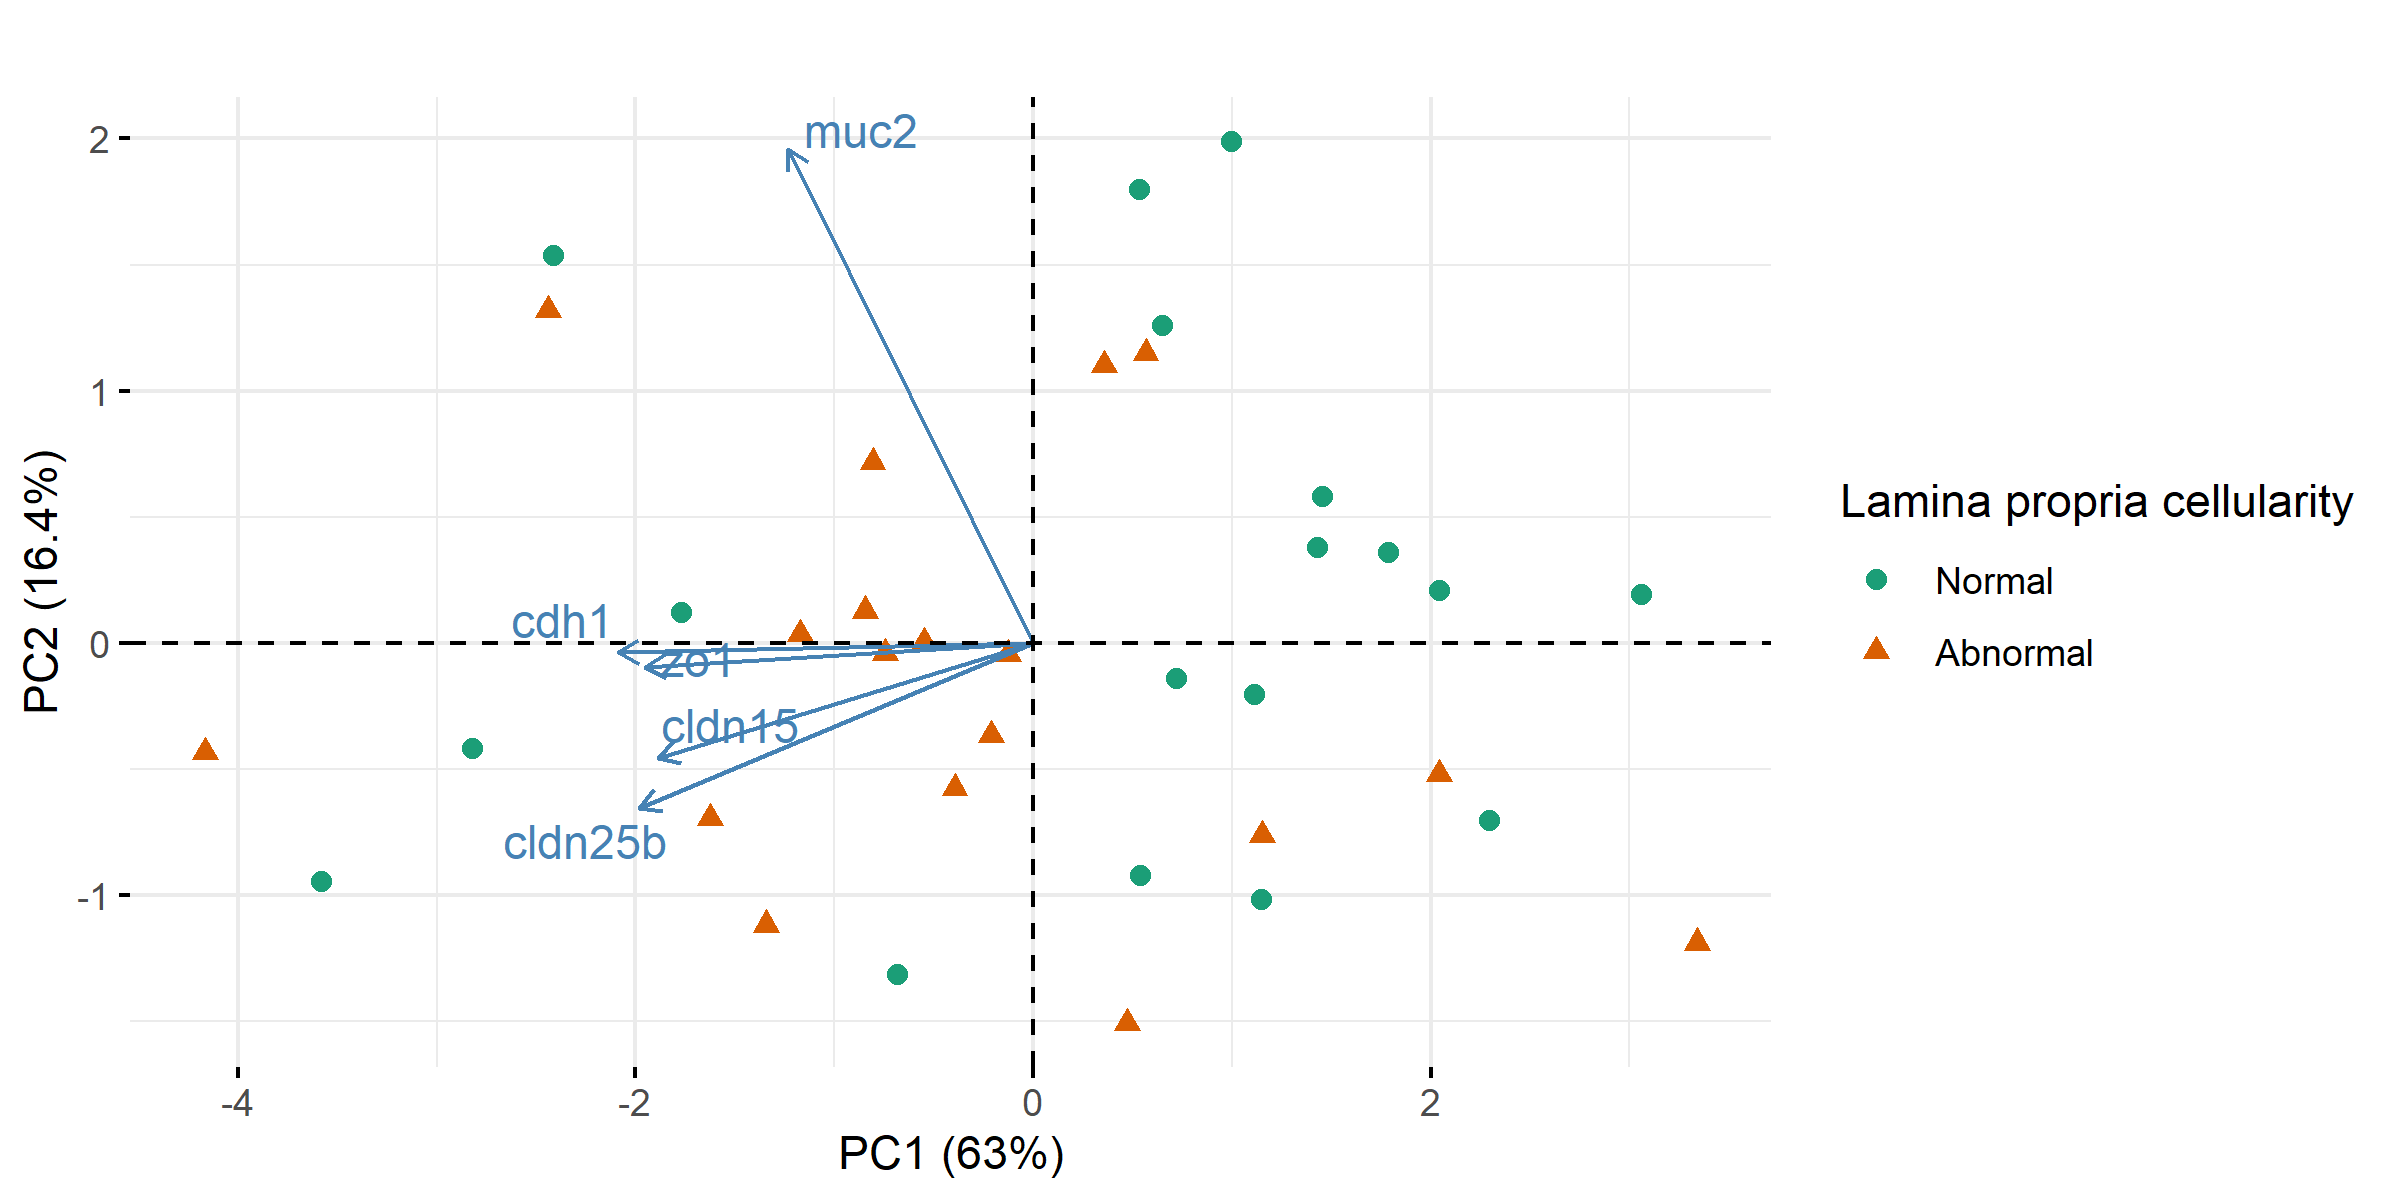 2
1
0
-1
PC2 (16.4%)
muc2
cdh1
zo1
cldn15
cldn25b
-4
-2
0
2
PC1 (63%)
Lamina propria cellularity
Normal
Abnormal